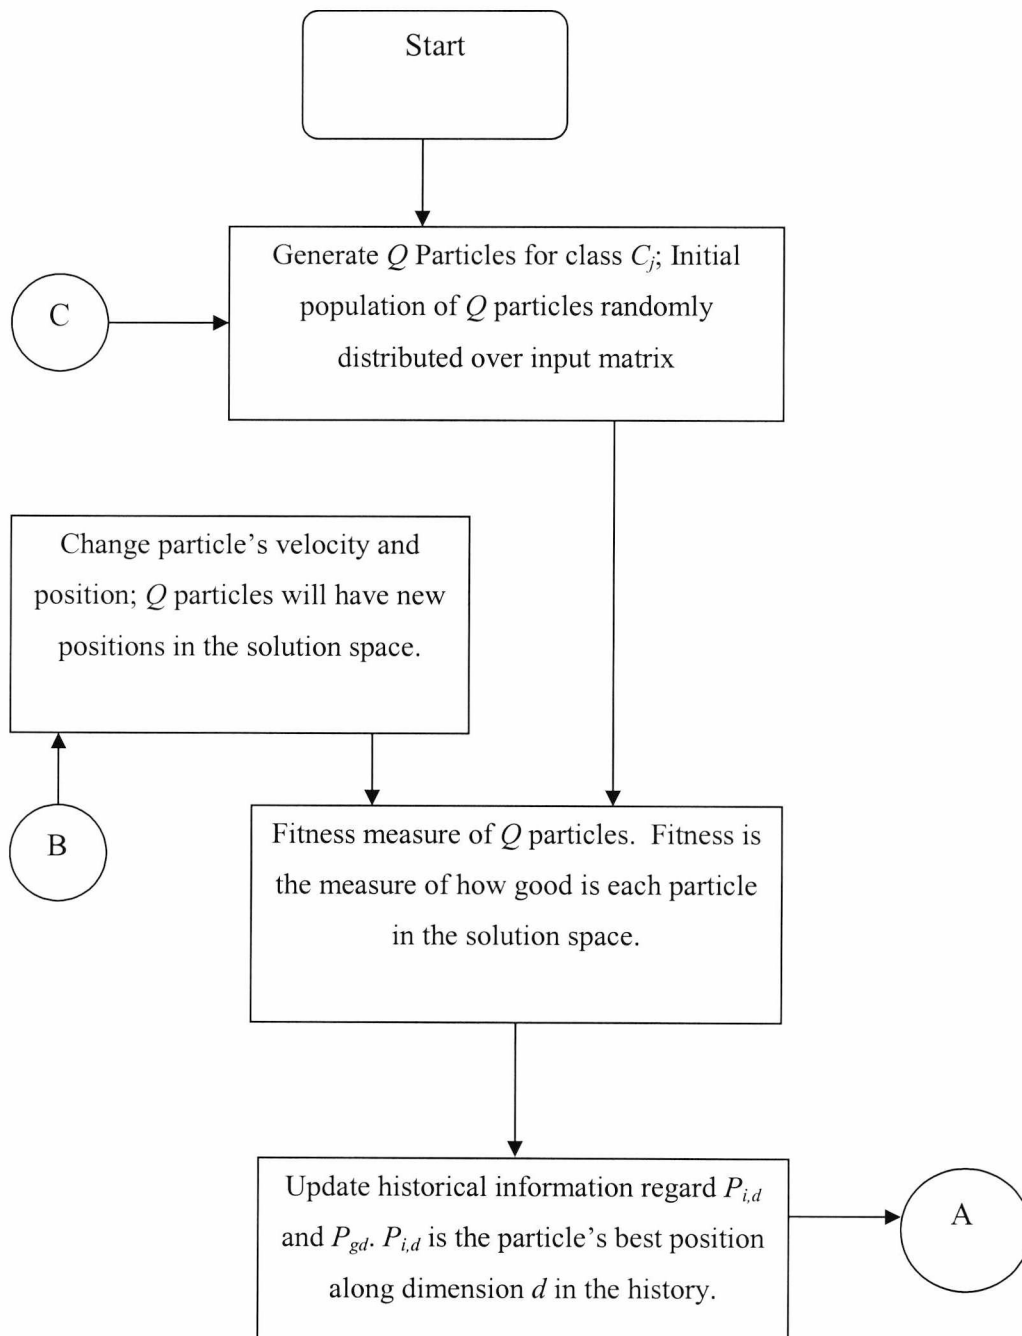 Start
Generate Q Particles for class Cj; Initial
population of Q particles randomly
distributed over input matrix
C
Change particle’s velocity and
position; Q particles will have new
positions in the solution space.
B
Fitness measure of Q particles.  Fitness is
the measure of how good is each particle
in the solution space.
Update historical information regard Pi,d
and Pgd. Pi,d is the particle’s best position
along dimension d in the history.
A